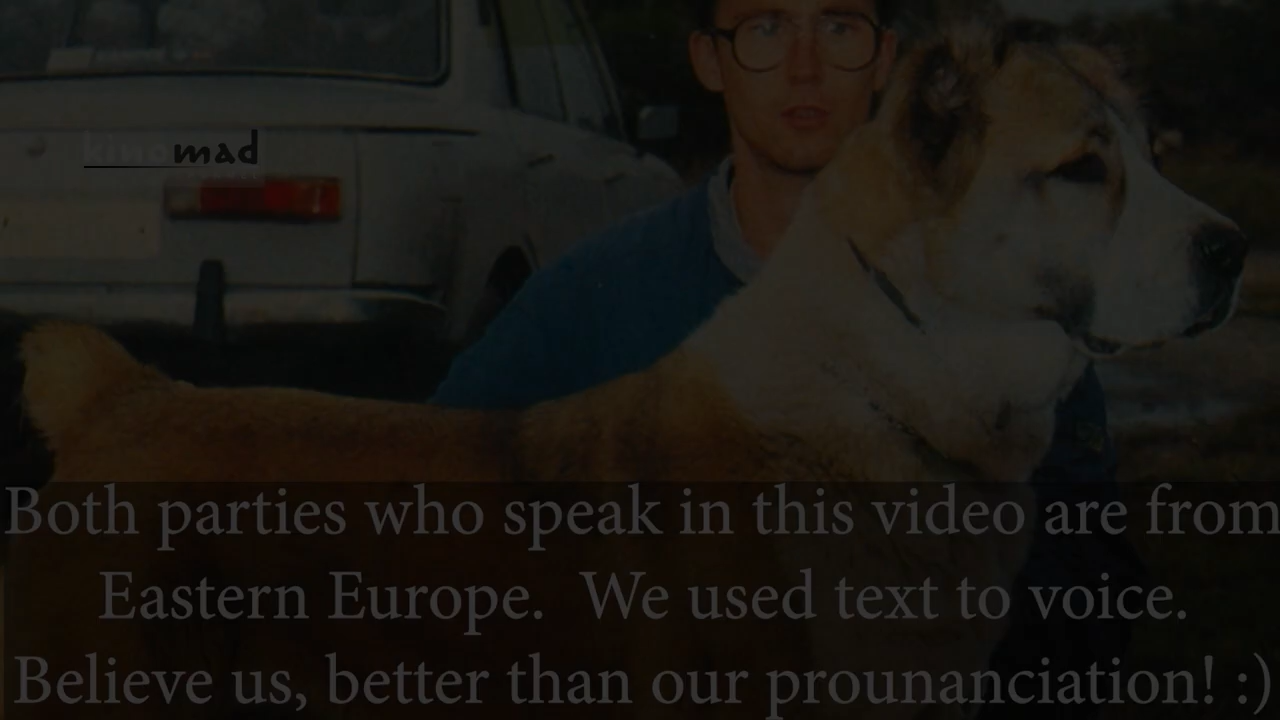 kinomad
Both parties who speak in this video are from
Eastern Europe. We used text to voice.
Believe us, better than our prounanciation! :)